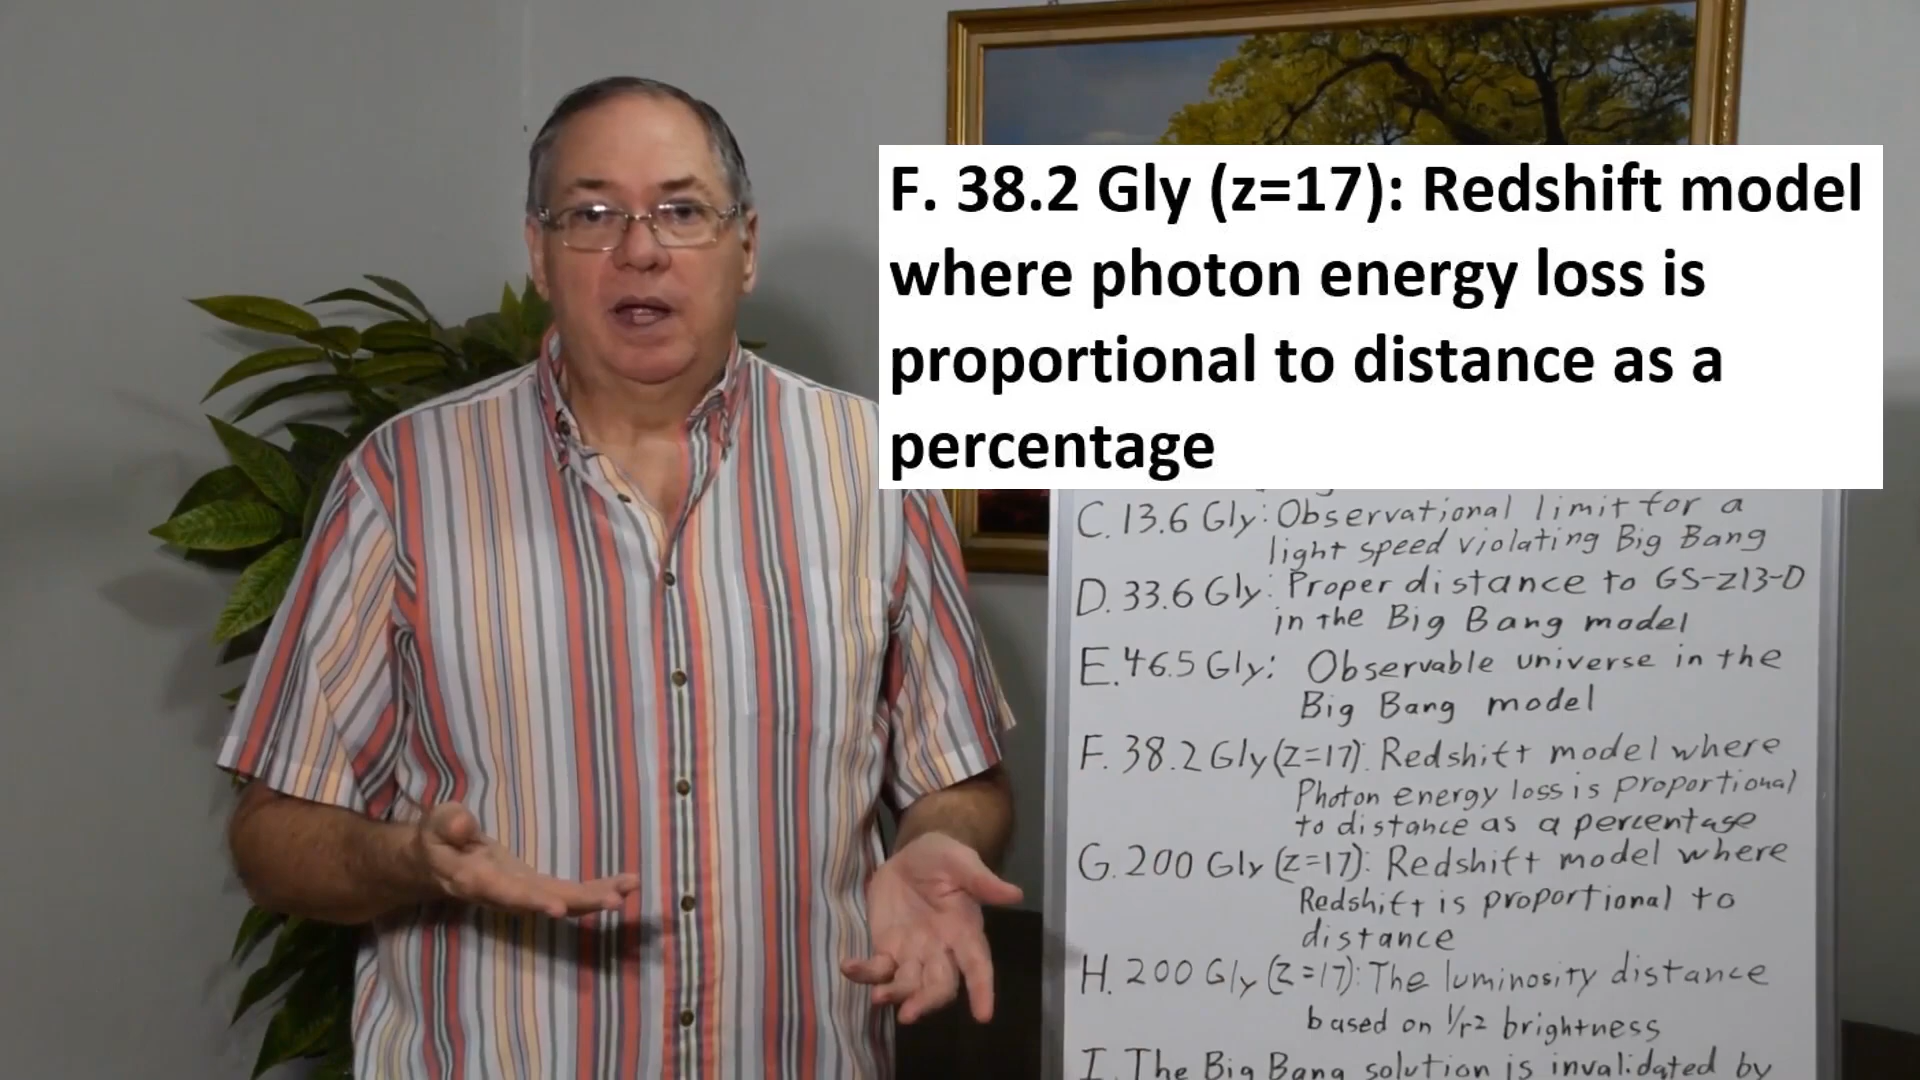 F. 38.2 Gly (z=17): Redshift model
where photon energy loss is
proportional to distance as a
percentage
C. 13.6 Gly: Observational limit for a
light speed violating Big Bang
D. 33.6 Gly: Proper distance to GS-z13-0
in the Big Bang model
E. 46.5 Gly: Observable universe in the
Big Bang model
F. 38.2 Gly (z=17): Redshift model where
Photon energy loss is proportional
to distance as a percentage
G. 200 Gly (z=17): Redshift model where
Redshift is proportional to
distance
H. 200 Gly (z=17): The luminosity distance
based on 1/r2 brightness
I. The Big Bang solution is invalidated by